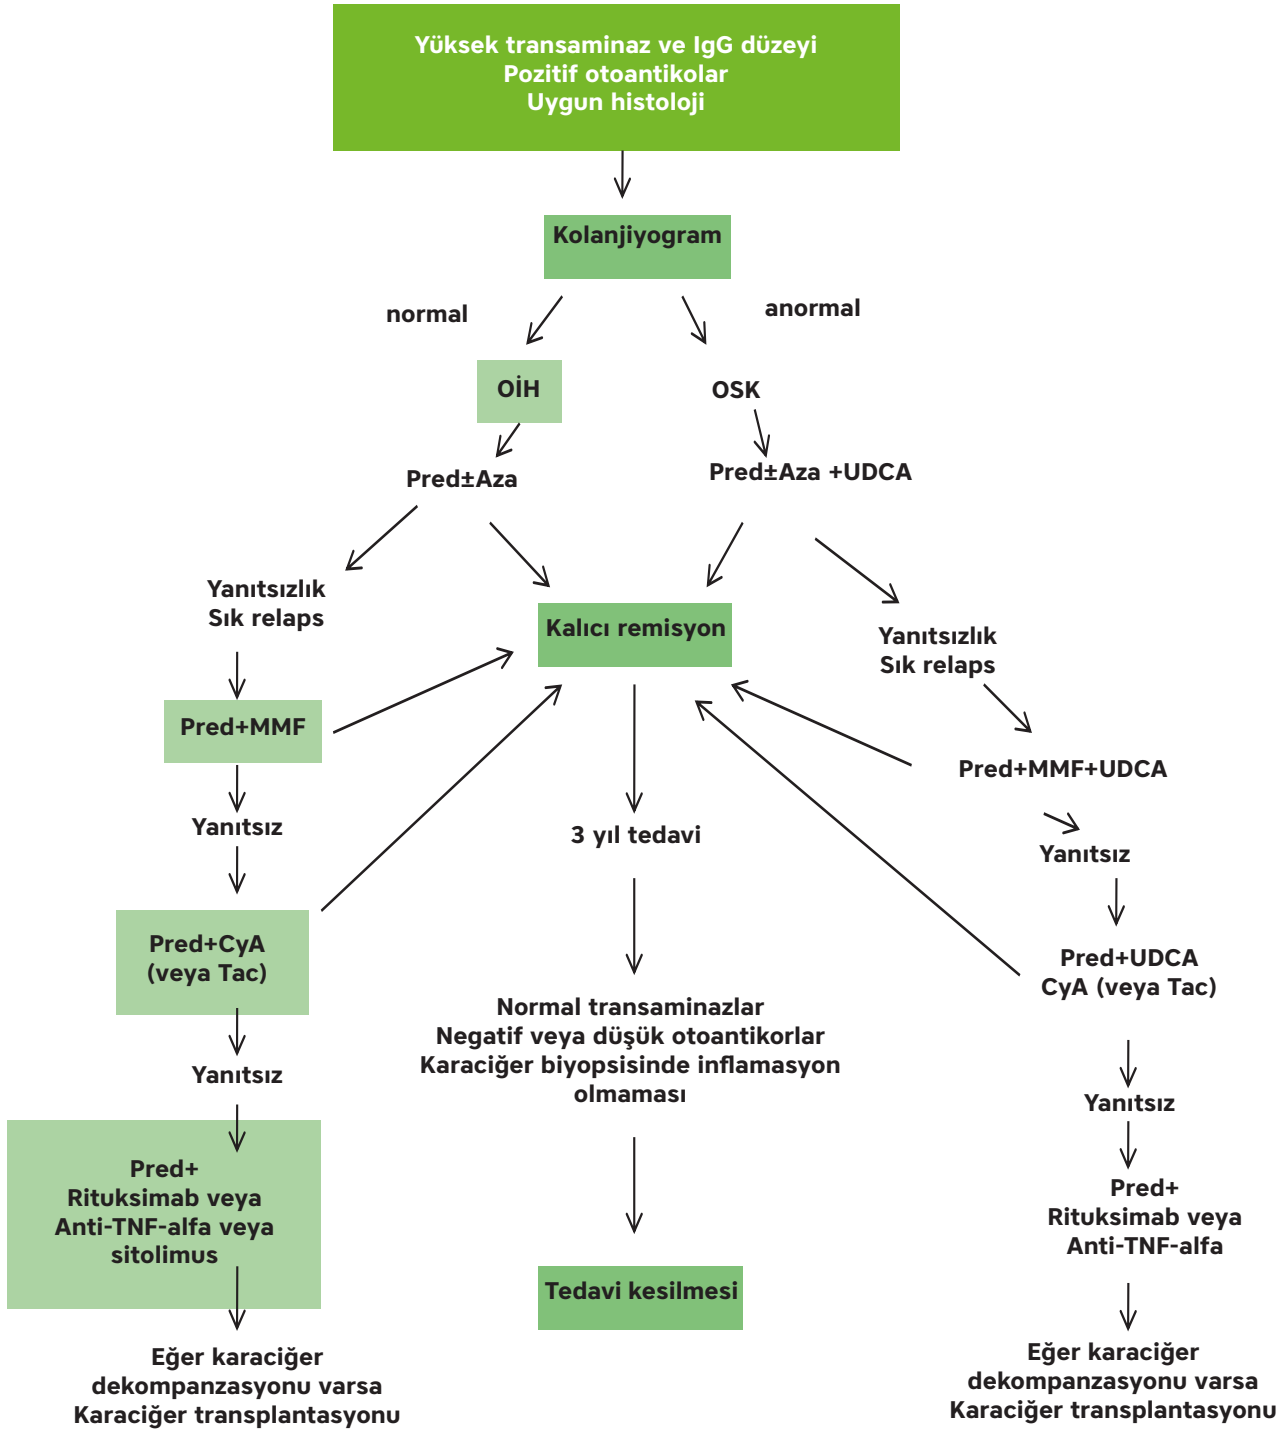 Yüksek transaminaz ve IgG düzeyi
Pozitif otoantikolar
Uygun histoloji
Kolanjiyogram
normal
anormal
OİH
OSK
Pred±Aza
Pred±Aza +UDCA
Yanıtsızlık
Sık relaps
Kalıcı remisyon
Yanıtsızlık
Sık relaps
Pred+MMF
Pred+MMF+UDCA
Yanıtsız
3 yıl tedavi
Yanıtsız
Pred+CyA
(veya Tac)
Pred+UDCA
CyA (veya Tac)
Normal transaminazlar
Negatif veya düşük otoantikorlar
Karaciğer biyopsisinde inflamasyon
olmaması
Yanıtsız
Yanıtsız
Pred+
Rituksimab veya
Anti-TNF-alfa veya
sitolimus
Pred+
Rituksimab veya
Anti-TNF-alfa
Tedavi kesilmesi
Eğer karaciğer
dekompanzasyonu varsa
Karaciğer transplantasyonu
Eğer karaciğer
dekompanzasyonu varsa
Karaciğer transplantasyonu